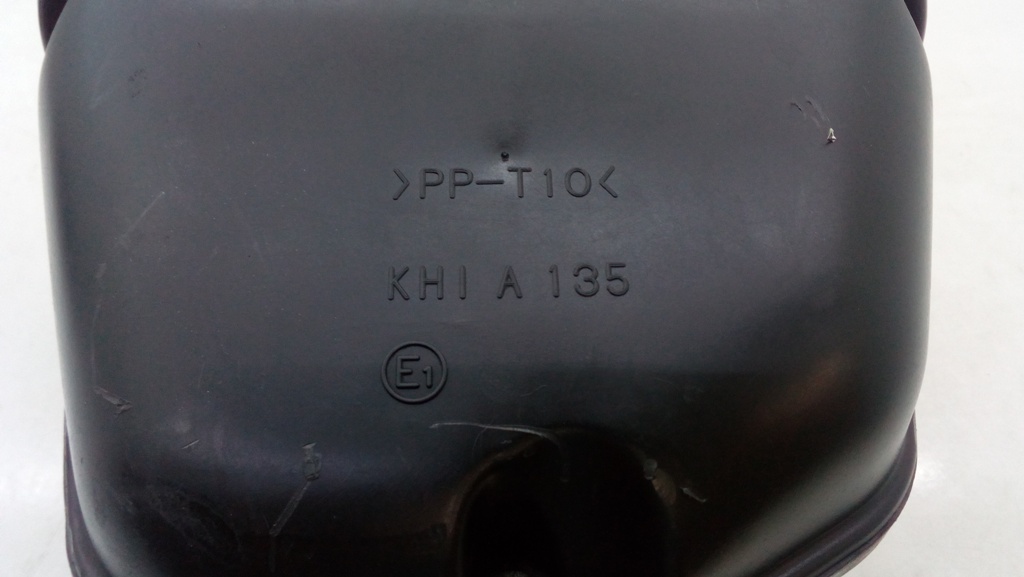 >PP-T10<
KHI A 135
E1